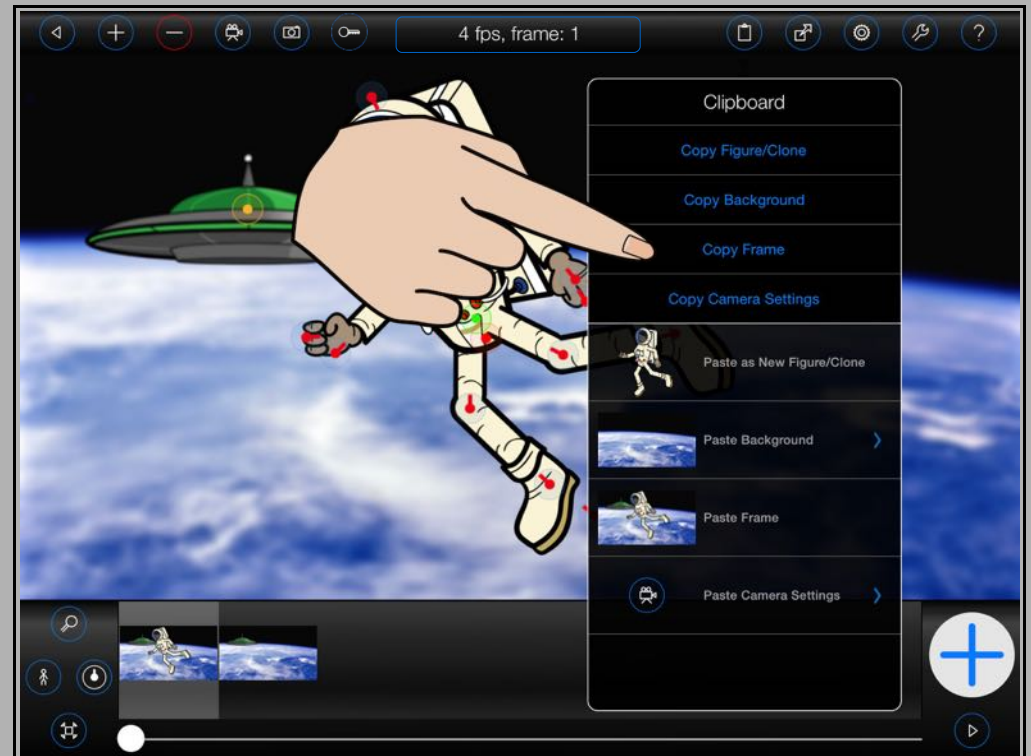 4 fps, frame: 1
?
Clipboard
Copy Figure/Clone
Copy Background
Copy Frame
Copy Camera Settings
Paste as New Figure/Clone
Paste Background
Paste Frame
Paste Camera Settings